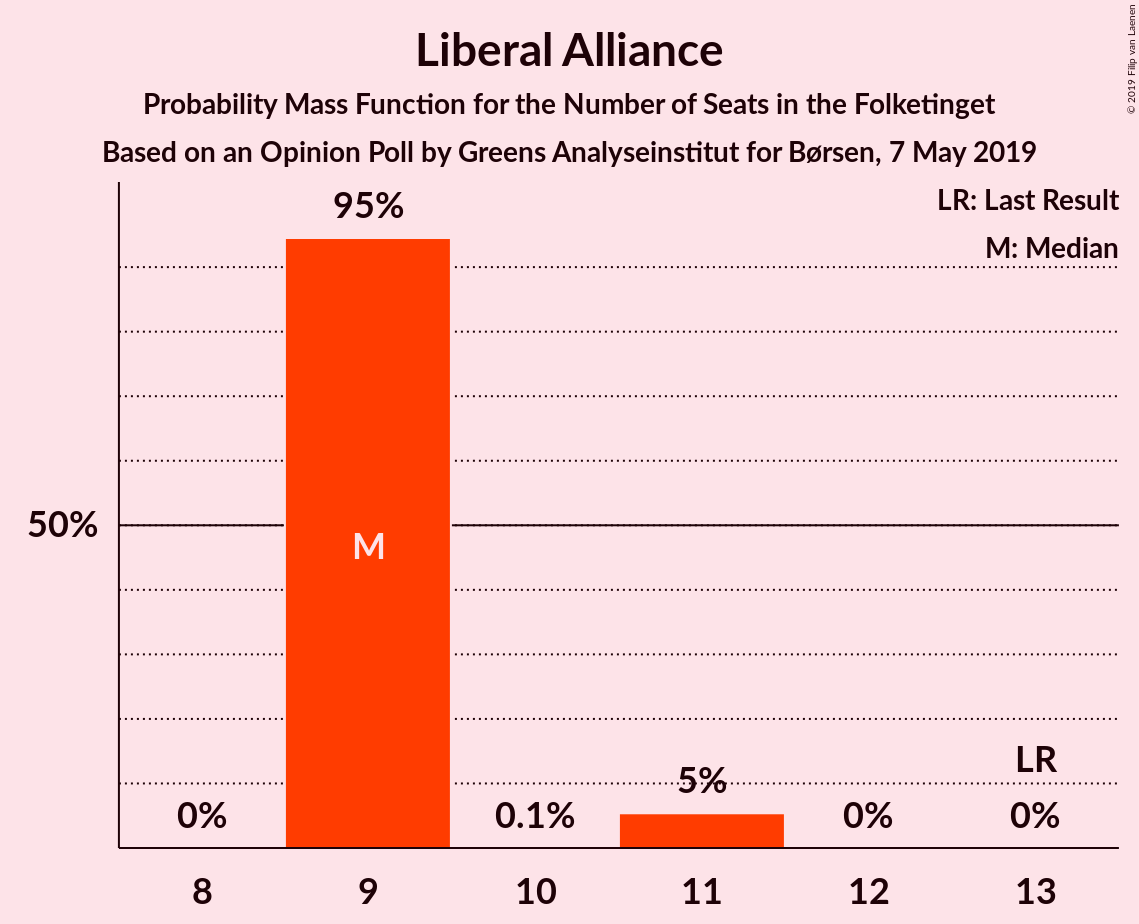 Liberal Alliance
Probability Mass Function for the Number of Seats in the Folketinget
Based on an Opinion Poll by Greens Analyseinstitut for Børsen, 7 May 2019
© 2019 Filip van Laenen
LR: Last Result
M: Median
95%
50%
M
LR
5%
0%
0.1%
0%
0%
8
9
10
11
12
13